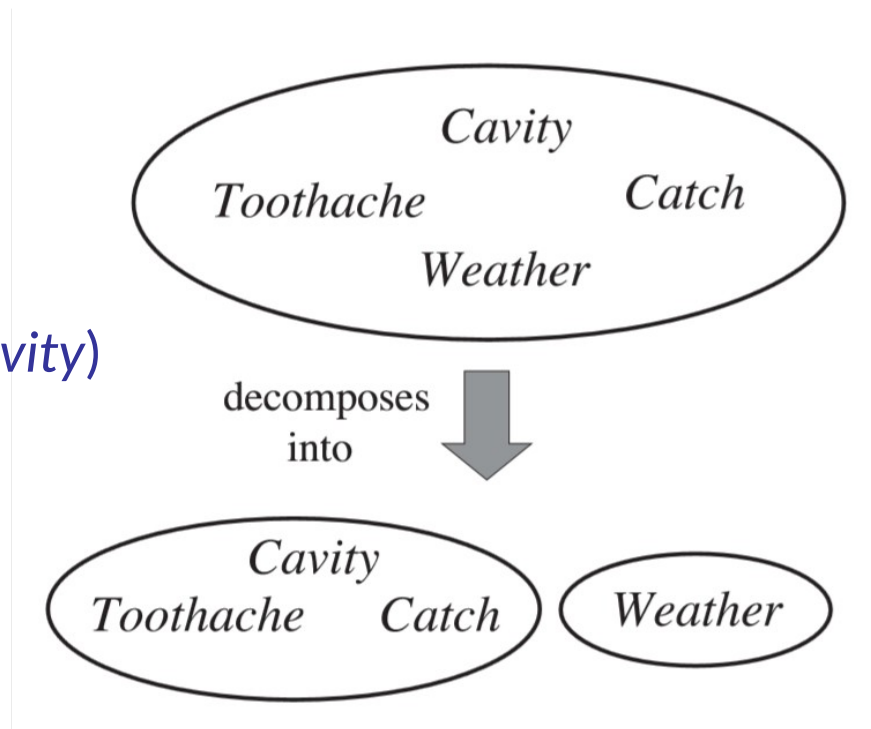 Cavity
Toothache Catch
Weather
vity)
decomposes
into
Cavity
Toothache Catch
Weather